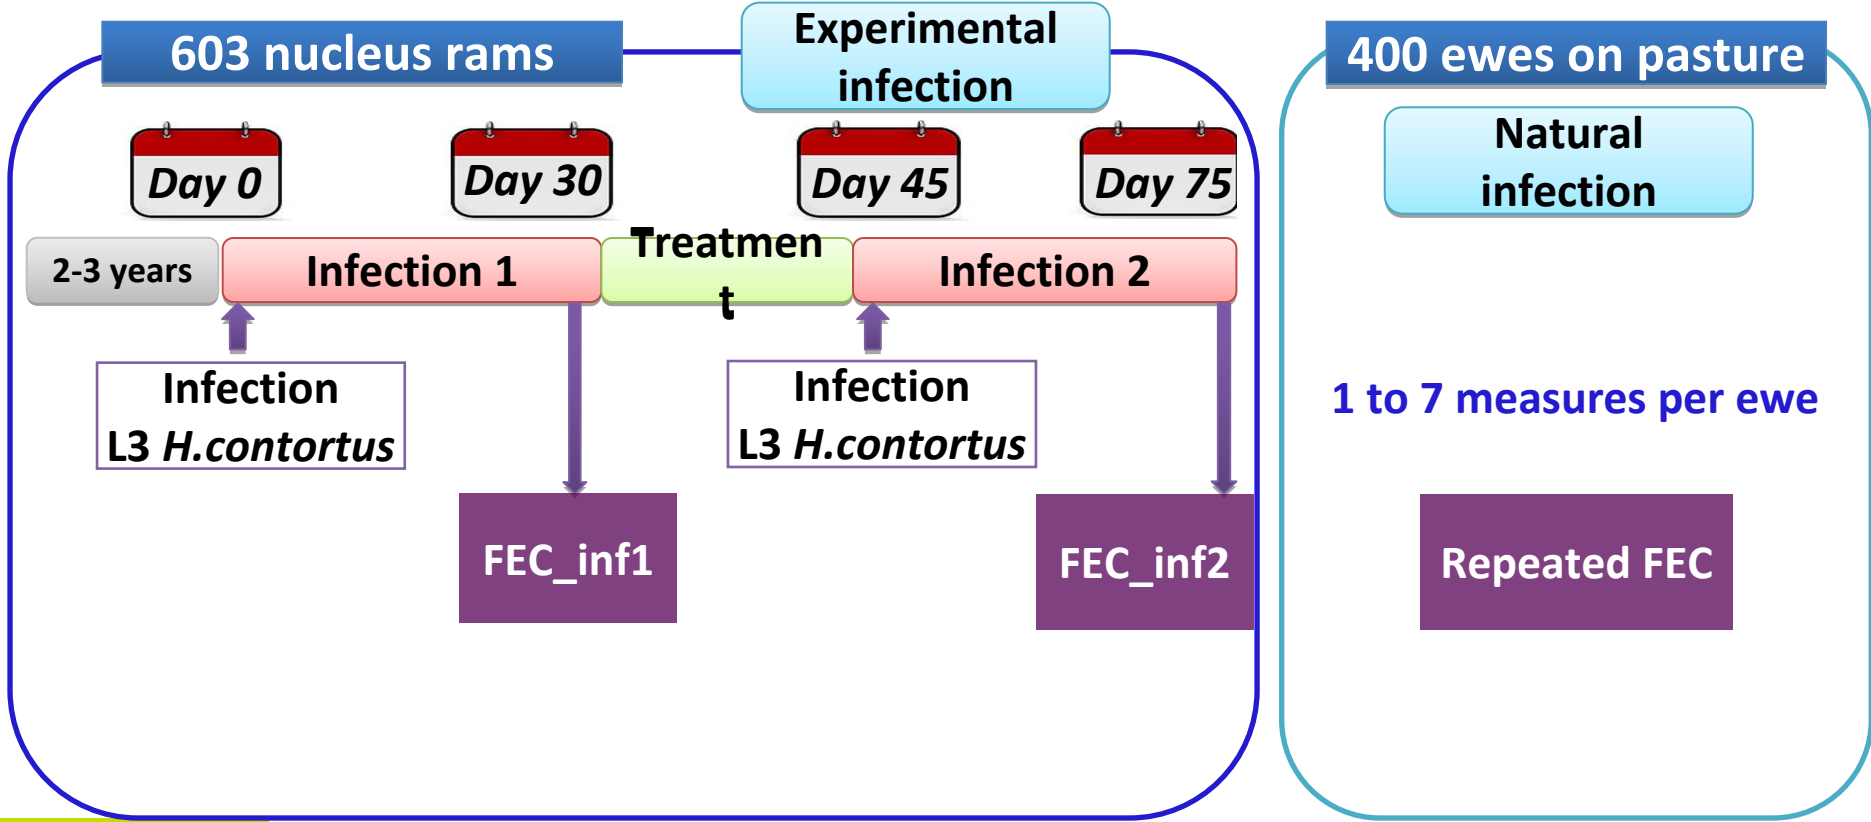 603 nucleus rams
Experimental
infection
Day 0
Day 30
Day 45
Day 75
2-3 years
Infection 1
Treatmen
t
Infection 2
Infection
L3 H.contortus
Infection
L3 H.contortus
FEC_inf1
FEC_inf2
400 ewes on pasture
Natural
infection
1 to 7 measures per ewe
Repeated FEC